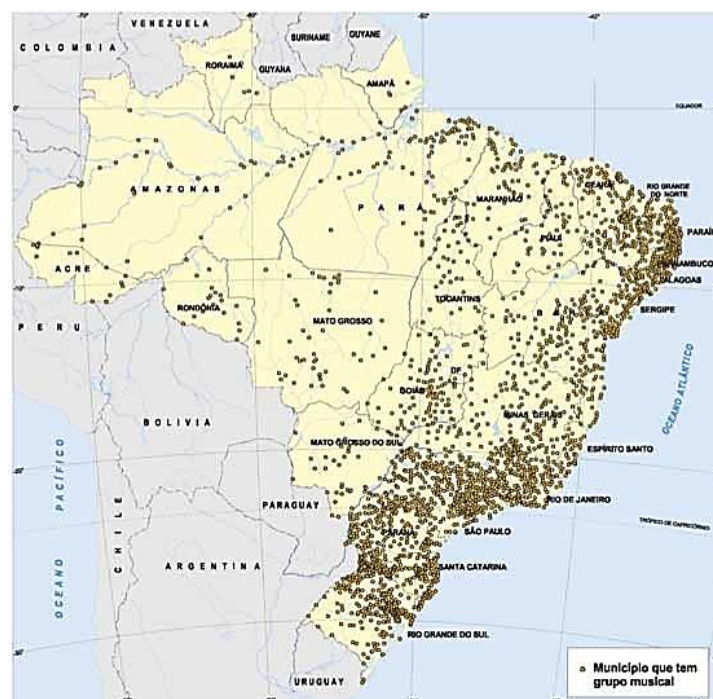 VENEZUELA
COLOMBIA
SURINAME
GUYANE
RORAIMA
GUYANA
AMAPÁ
0°
EQUADOR
AMAZONAS
PARÁ
MARANHÃO
CEARÁ
RIO GRANDE
DO NORTE
PIAUÍ
PARAÍ
ACRE
ALAGOAS
TOCANTINS
RONDÔNIA
SERGIPE
PERU
MATO GROSSO
BAHIA
DF
GOIÁS
BOLIVIA
MINAS GERAIS
OCEANO ATLÂNTICO
MATO GROSSO DO SUL
ESPÍRITO SANTO
OCEANO PACÍFICO
PARAGUAY
RIO DE JANEIRO
TRÓPICO DE CAPRICÓRNIO
CHILE
PARANÁ
SÃO PAULO
ARGENTINA
SANTA CATARINA
RIO GRANDE DO SUL
URUGUAY
Município que tem
grupo musical